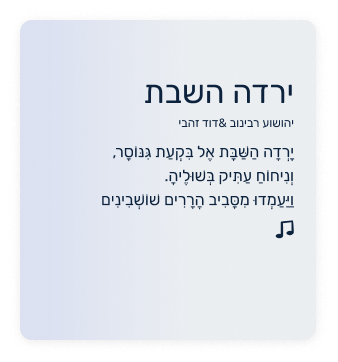 ירדה השבת
יהושוע רבינוב &דוד זהבי
יָרְדָה הַשַּׁבָּת אֶל בִּקְעַת גִּנּוֹסָר,
וְנִיחוֹחַ עַתִּיק בְּשׁוּלֶיהָ.
וַיַּעַמְדוּ מִסָּבִיב הָרָרִים שׁוֹשְׁבִינִים